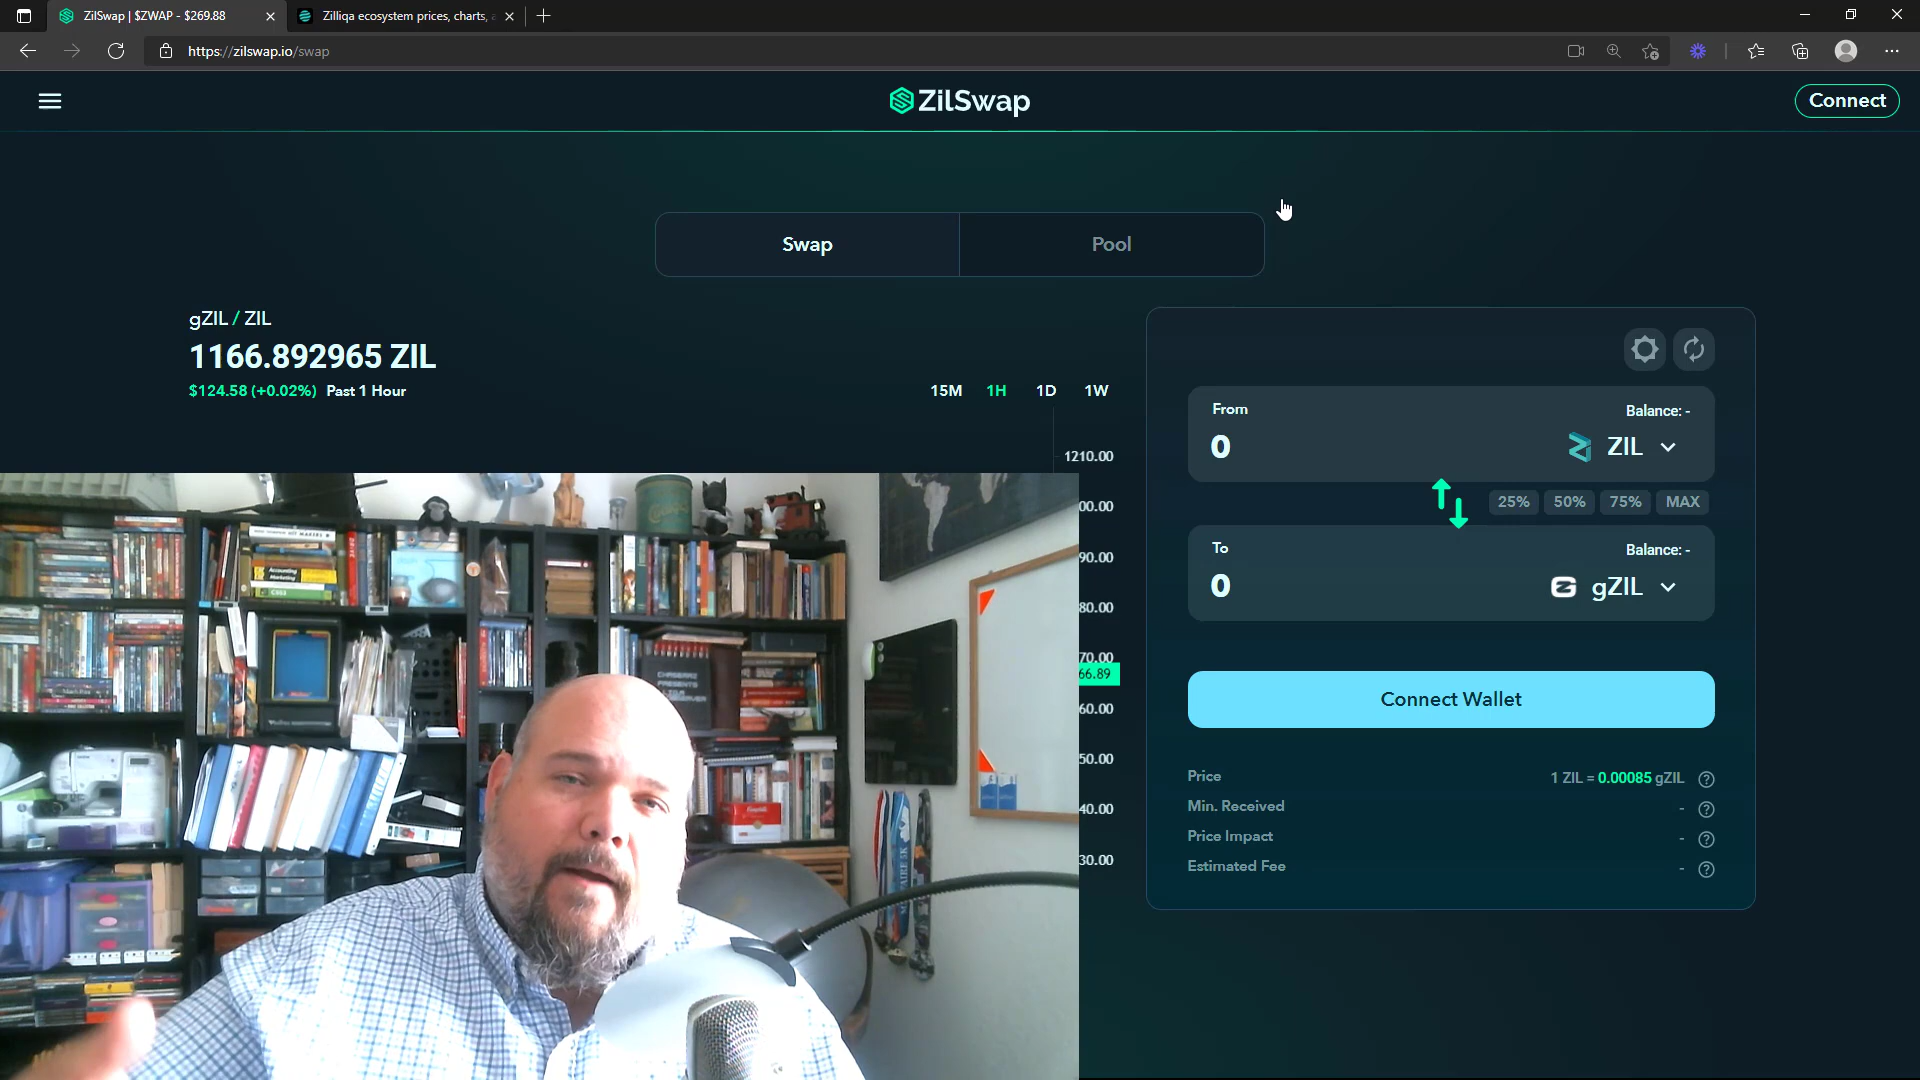 ZilSwap | $ZWAP - $269.88
Zilliqa ecosystem prices, charts,
https://zilswap.io/swap
ZilSwap
Connect
Swap
Pool
gZIL / ZIL
1166.892965 ZIL
$124.58 (+0.02%) Past 1 Hour
15M 1H 1D 1W
1210.00
00.00
90.00
80.00
70.00
66.89
60.00
50.00
40.00
30.00
From
Balance: -
0
ZIL
25% 50% 75% MAX
To
Balance: -
0
gZIL
Connect Wallet
Price
1 ZIL = 0.00085 gZIL
Min. Received
-
Price Impact
-
Estimated Fee
-
Accounting
Marketing
CHASERAZ
PRESENTS